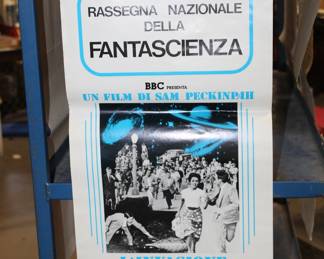 RASSEGNA NAZIONALE
DELLA
FANTASCIENZA
BBC PRESENTA
UN FILM DI SAM PECKINPAH